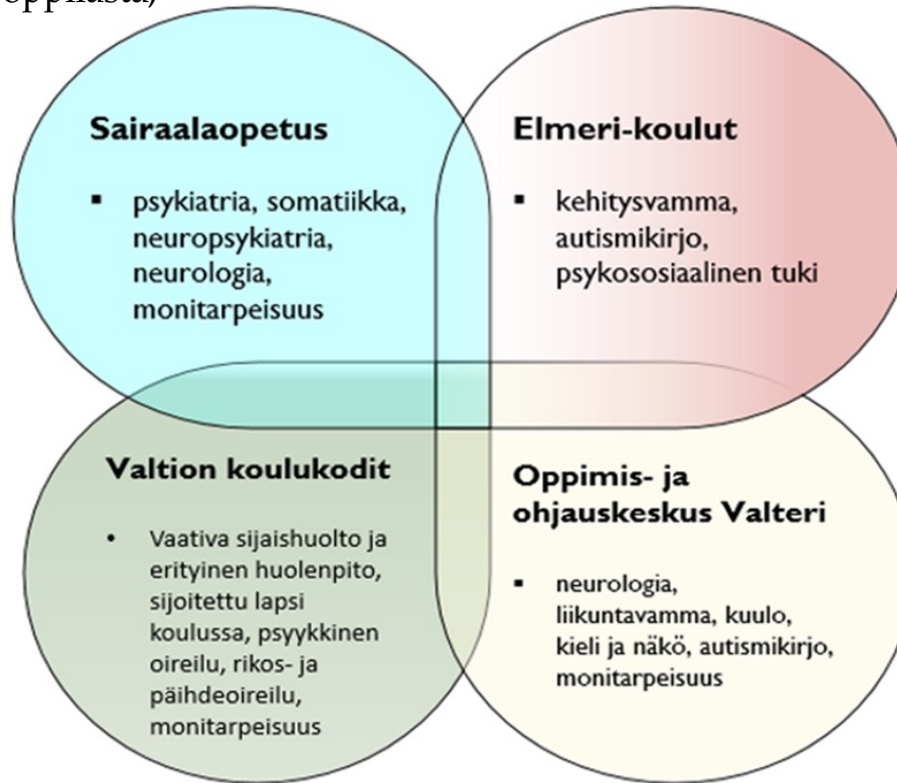 oppilasta,
Sairaalaopetus
▪ psykiatria, somatiikka,
neuropsykiatria,
neurologia,
monitarpeisuus
Elmeri-koulut
▪ kehitysvamma,
autismikirjo,
psykososiaalinen tuki
Valtion koulukodit
• Vaativa sijaishuolto ja
erityinen huolenpito,
sijoitettu lapsi
koulussa, psyykkinen
oireilu, rikos- ja
päihdeoireilu,
monitarpeisuus
Oppimis- ja
ohjauskeskus Valteri
▪ neurologia,
liikuntavamma, kuulo,
kieli ja näkö, autismikirjo,
monitarpeisuus